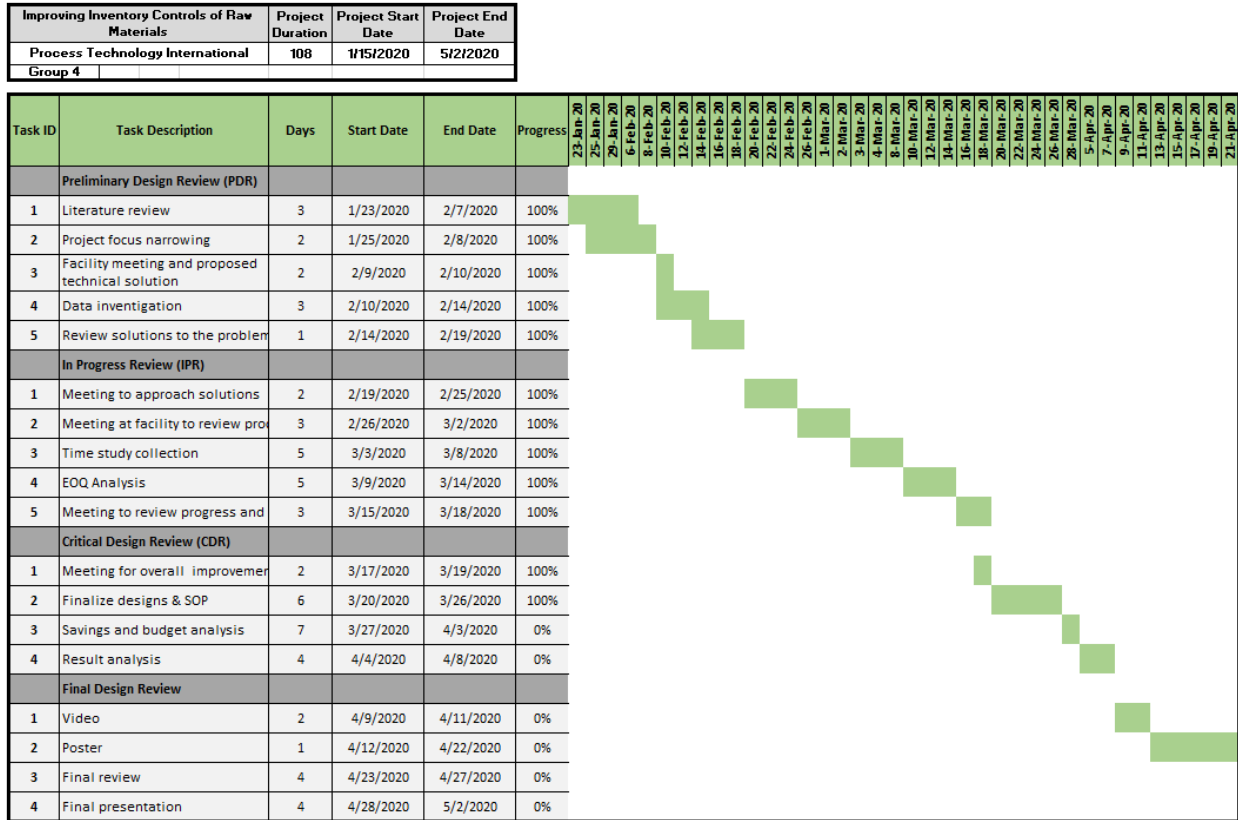 Improving Inventory Controls of Raw Materials Project Duration Project Start Date Project End Date
Process Technology International 108 1/15/2020 5/2/2020
Group 4
Task ID Task Description Days Start Date End Date Progress 23-Jan-20 25-Jan-20 29-Jan-20 6-Feb-20 8-Feb-20 10-Feb-20 12-Feb-20 14-Feb-20 16-Feb-20 18-Feb-20 20-Feb-20 22-Feb-20 24-Feb-20 26-Feb-20 1-Mar-20 2-Mar-20 3-Mar-20 4-Mar-20 8-Mar-20 10-Mar-20 12-Mar-20 14-Mar-20 16-Mar-20 18-Mar-20 20-Mar-20 22-Mar-20 24-Mar-20 26-Mar-20 28-Mar-20 5-Apr-20 7-Apr-20 9-Apr-20 11-Apr-20 13-Apr-20 15-Apr-20 17-Apr-20 19-Apr-20 21-Apr-20
Preliminary Design Review (PDR)
1 Literature review 3 1/23/2020 2/7/2020 100%
2 Project focus narrowing 2 1/25/2020 2/8/2020 100%
3 Facility meeting and proposed technical solution 2 2/9/2020 2/10/2020 100%
4 Data inventigation 3 2/10/2020 2/14/2020 100%
5 Review solutions to the problem 1 2/14/2020 2/19/2020 100%
In Progress Review (IPR)
1 Meeting to approach solutions 2 2/19/2020 2/25/2020 100%
2 Meeting at facility to review pro 3 2/26/2020 3/2/2020 100%
3 Time study collection 5 3/3/2020 3/8/2020 100%
4 EOQ Analysis 5 3/9/2020 3/14/2020 100%
5 Meeting to review progress and 3 3/15/2020 3/18/2020 100%
Critical Design Review (CDR)
1 Meeting for overall improvemen 2 3/17/2020 3/19/2020 100%
2 Finalize designs & SOP 6 3/20/2020 3/26/2020 100%
3 Savings and budget analysis 7 3/27/2020 4/3/2020 0%
4 Result analysis 4 4/4/2020 4/8/2020 0%
Final Design Review
1 Video 2 4/9/2020 4/11/2020 0%
2 Poster 1 4/12/2020 4/22/2020 0%
3 Final review 4 4/23/2020 4/27/2020 0%
4 Final presentation 4 4/28/2020 5/2/2020 0%